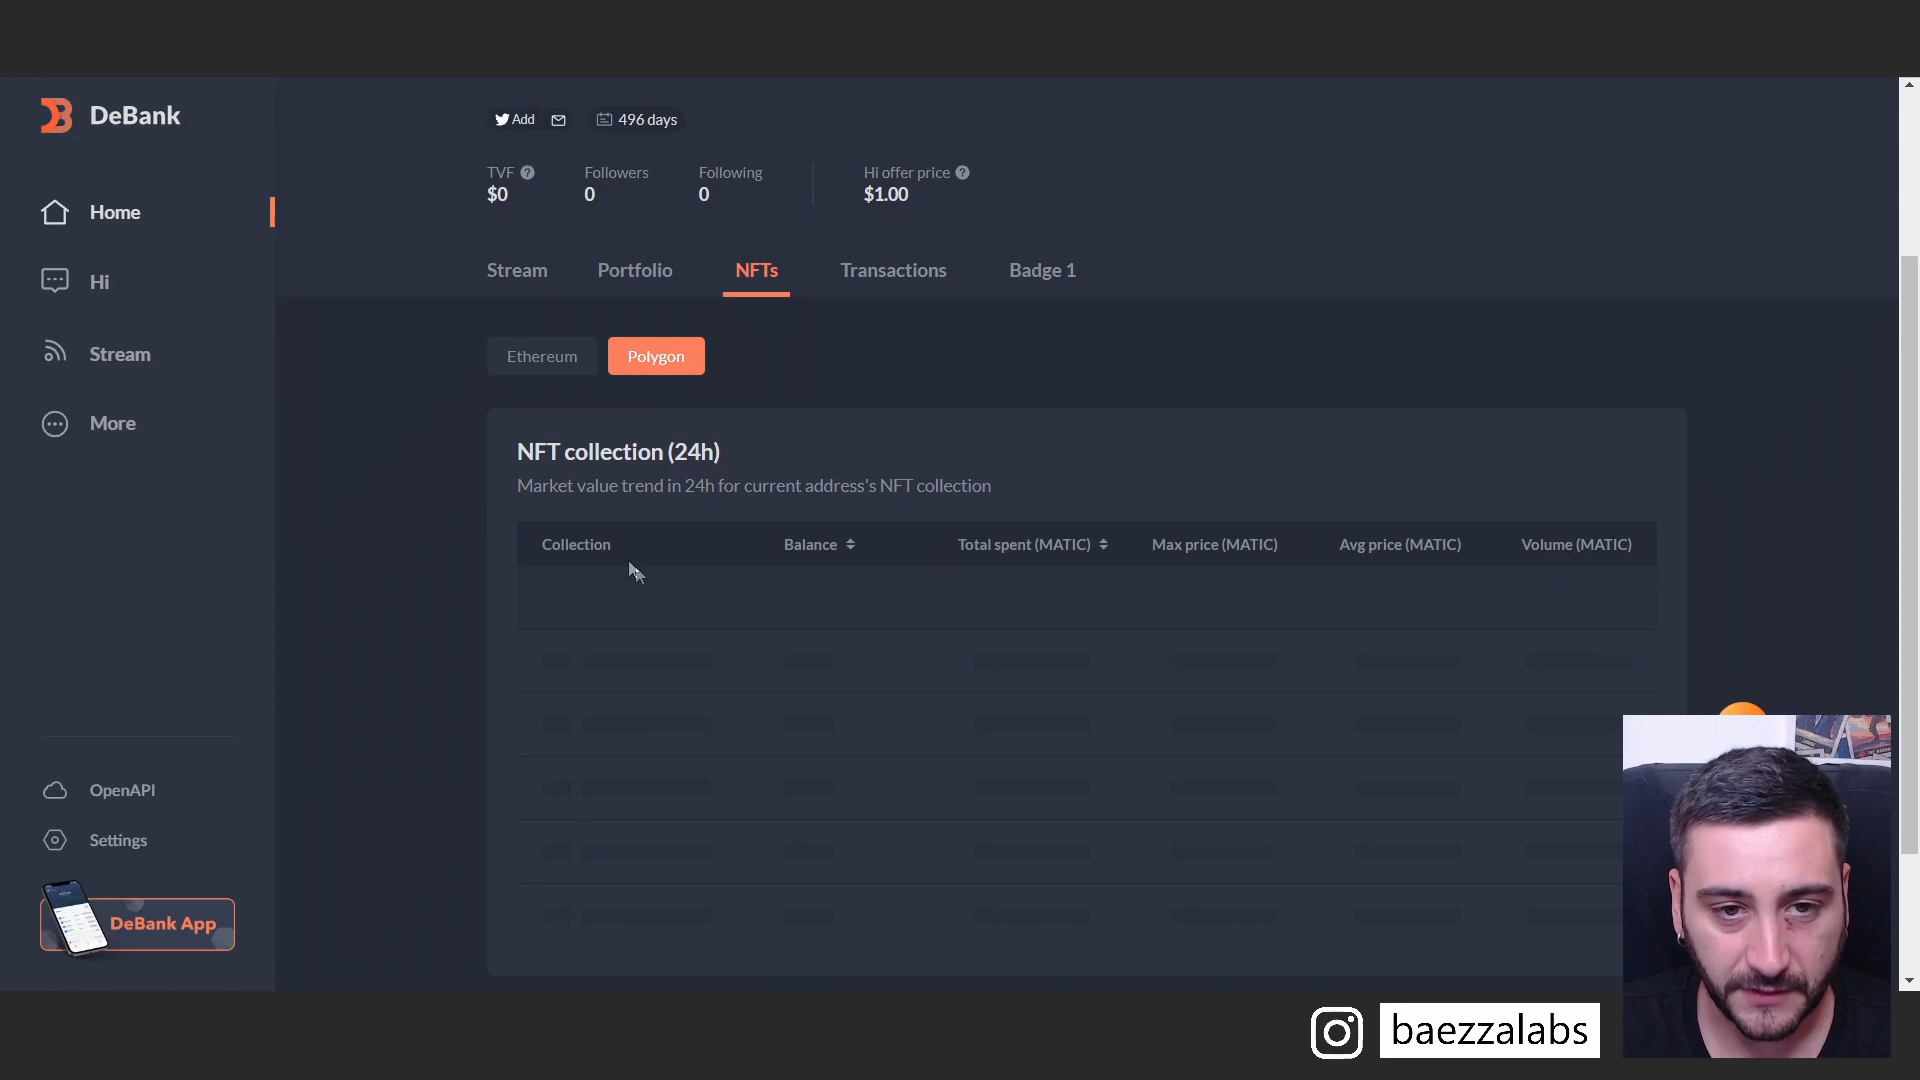 DeBank
Home
Hi
Stream
More
OpenAPI
Settings
DeBank App
Add
496 days
TVF ?
$0
Followers
0
Following
0
Hi offer price ?
$1.00
Stream Portfolio NFTs Transactions Badge 1
Ethereum Polygon
NFT collection (24h)
Market value trend in 24h for current address's NFT collection
Collection Balance Total spent (MATIC) Max price (MATIC) Avg price (MATIC) Volume (MATIC)
baezzalabs